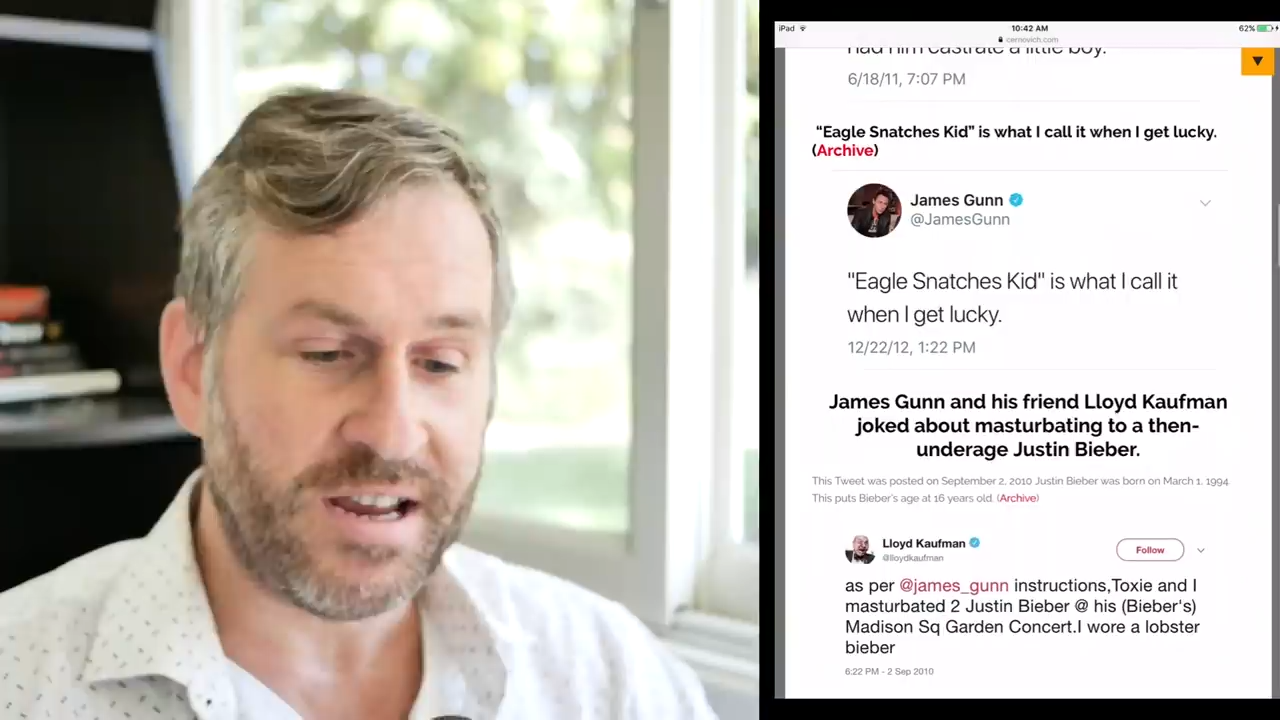 iPad
10:42 AM
62%
cernovich.com
had him castrate a little boy.
6/18/11, 7:07 PM
“Eagle Snatches Kid” is what I call it when I get lucky.
(Archive)
James Gunn
@JamesGunn
"Eagle Snatches Kid" is what I call it
when I get lucky.
12/22/12, 1:22 PM
James Gunn and his friend Lloyd Kaufman
joked about masturbating to a then-
underage Justin Bieber.
This Tweet was posted on September 2, 2010 Justin Bieber was born on March 1, 1994
This puts Bieber's age at 16 years old. (Archive)
Lloyd Kaufman
@lloydkaufman
Follow
as per @james_gunn instructions,Toxie and I
masturbated 2 Justin Bieber @ his (Bieber's)
Madison Sq Garden Concert.I wore a lobster
bieber
6:22 PM - 2 Sep 2010